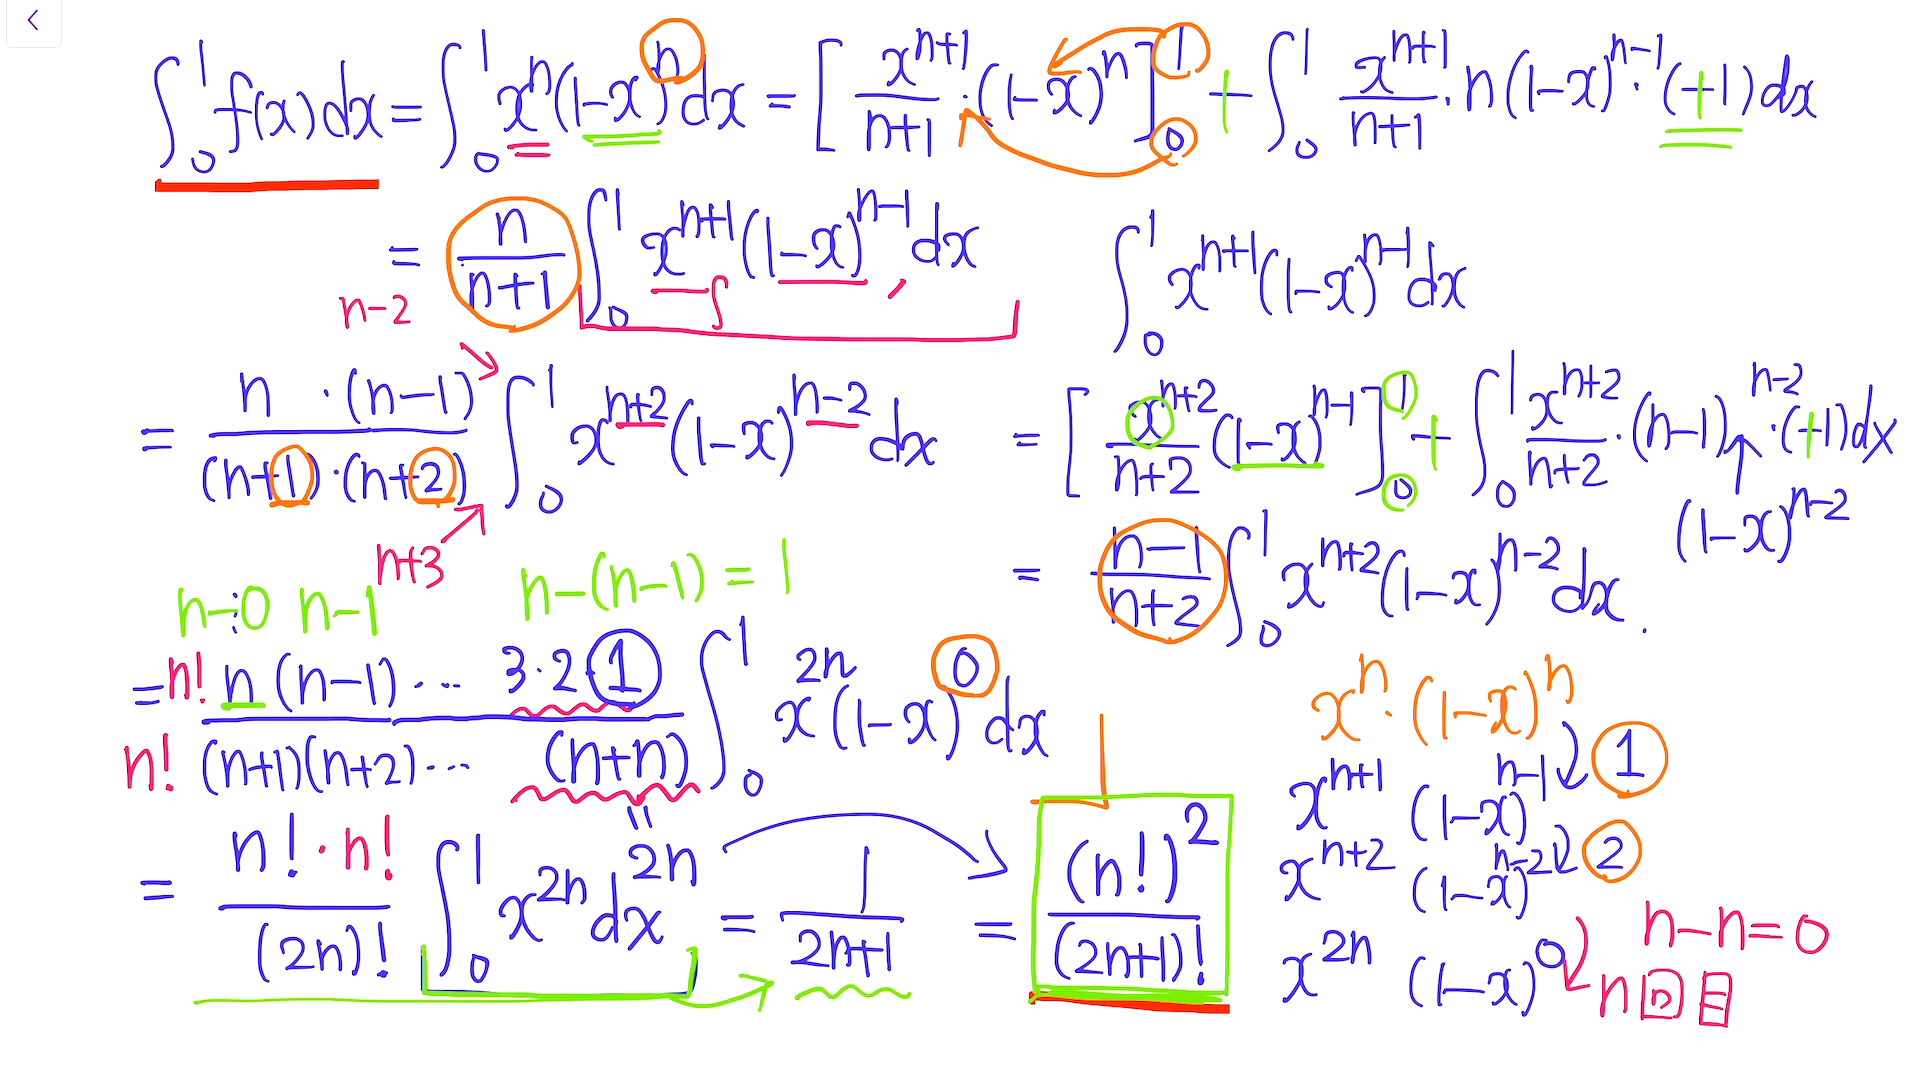 ∫₀¹ f(x)dx = ∫₀¹ xⁿ(1-x)ⁿ dx = [xⁿ⁺¹/n+1 · (1-x)ⁿ]₀¹ + ∫₀¹ xⁿ⁺¹/n+1 · n(1-x)ⁿ⁻¹ · (+1)dx
= n/n+1 ∫₀¹ xⁿ⁺¹(1-x)ⁿ⁻¹ dx
∫₀¹ xⁿ⁺¹(1-x)ⁿ⁻¹ dx
n-2
= n · (n-1)/(n+1) · (n+2) ∫₀¹ xⁿ⁺²(1-x)ⁿ⁻² dx
n+3
= [xⁿ⁺²/n+2 (1-x)ⁿ⁻¹]₀¹ + ∫₀¹ xⁿ⁺²/n+2 · (n-1) n-2 · (+1)dx
(1-x)ⁿ⁻²
= n-1/n+2 ∫₀¹ xⁿ⁺²(1-x)ⁿ⁻² dx.
n-0 n-1 n-(n-1) = 1
= n! n(n-1) ··· 3·2 1/n! (n+1)(n+2) ··· (n+n) ∫₀¹ x²ⁿ(1-x)⁰ dx
= 2n
= n! · n!/(2n)! ∫₀¹ x²ⁿ dx = 1/2n+1 = (n!)²/(2n+1)!
xⁿ · (1-x)ⁿ
1
xⁿ⁺¹ (1-x)ⁿ⁻¹
2
xⁿ⁺² (1-x)ⁿ⁻²
n-n=0
x²ⁿ (1-x)⁰
n